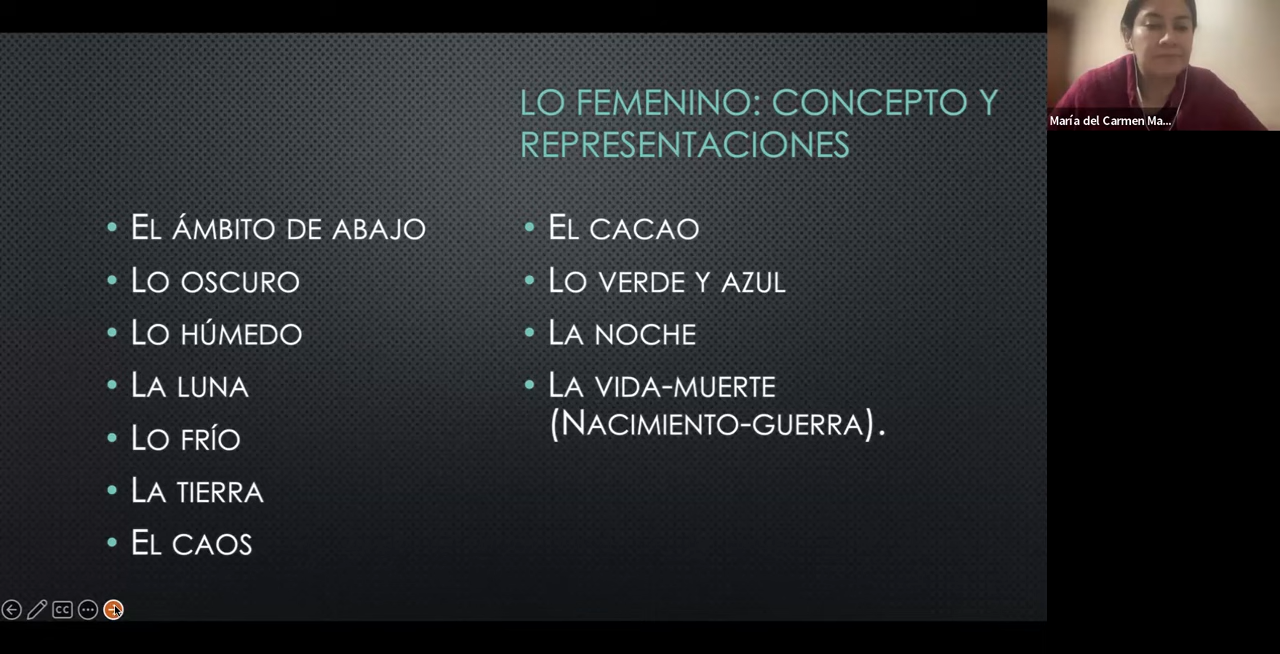 LO FEMENINO: CONCEPTO Y
REPRESENTACIONES
EL ÁMBITO DE ABAJO
LO OSCURO
LO HÚMEDO
LA LUNA
LO FRÍO
LA TIERRA
EL CAOS
EL CACAO
LO VERDE Y AZUL
LA NOCHE
LA VIDA-MUERTE
(NACIMIENTO-GUERRA).
María del Carmen Ma...
CC